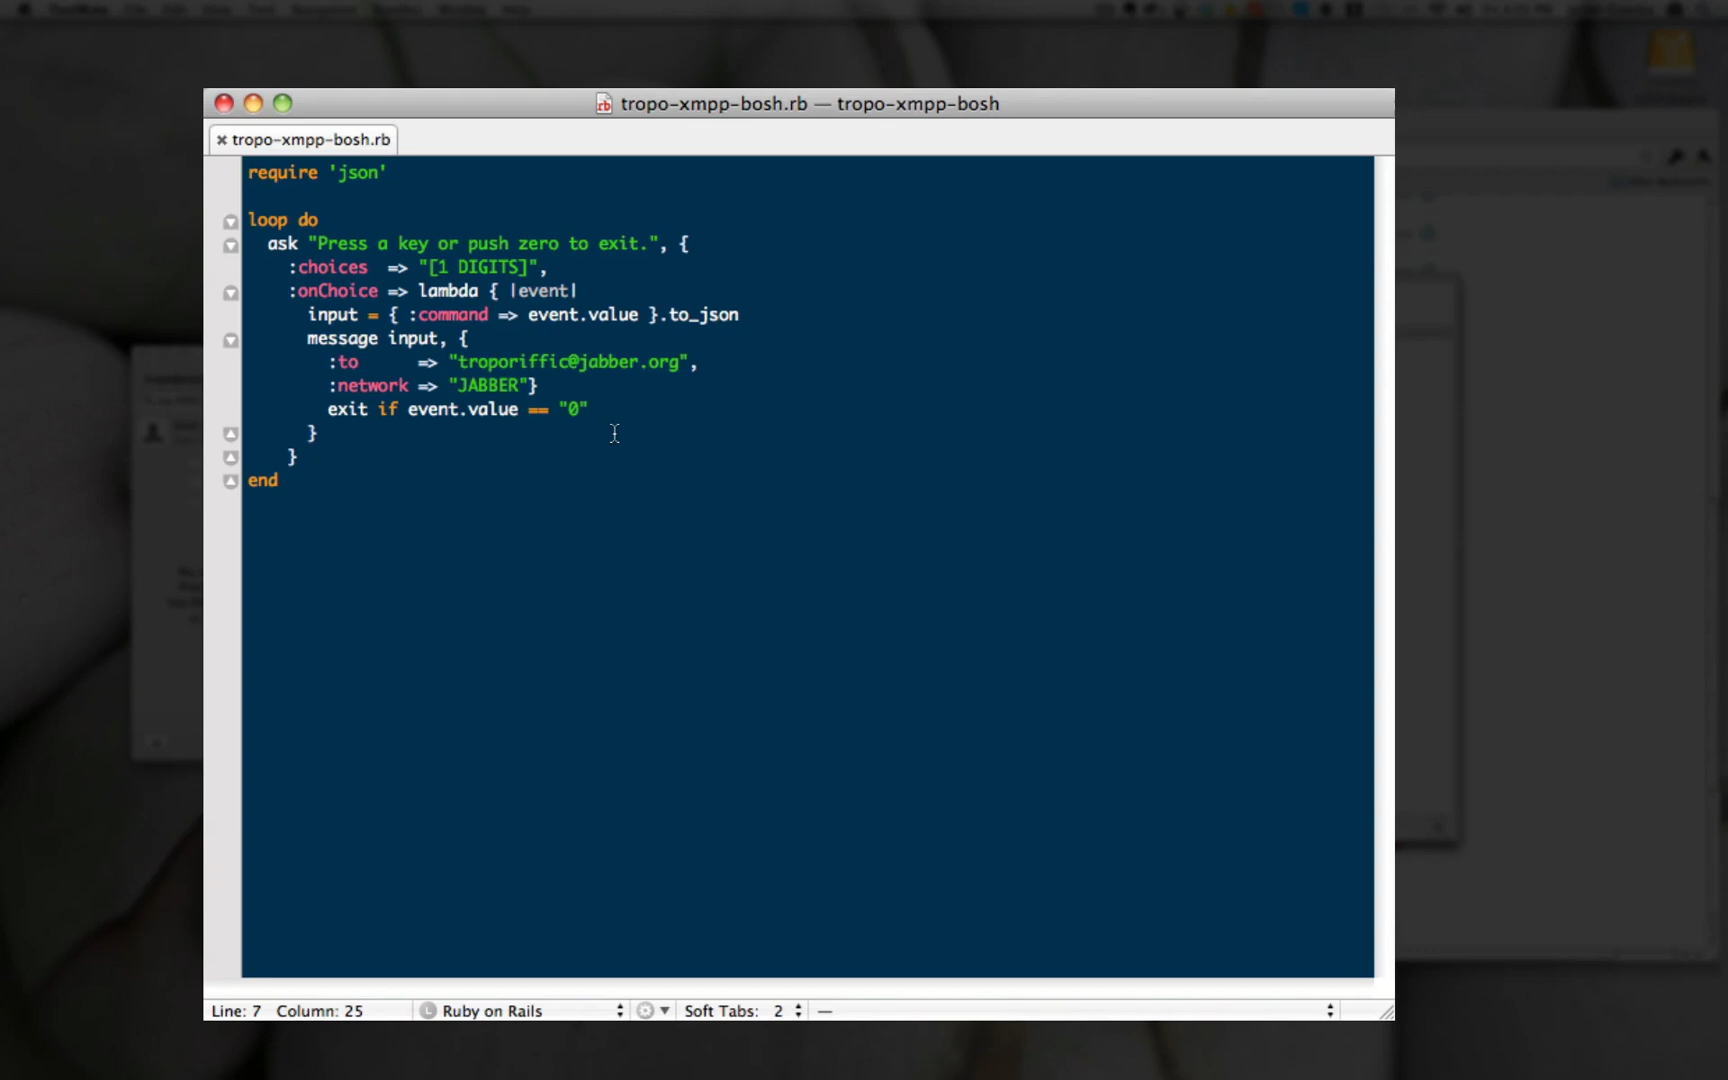 tropo-xmpp-bosh.rb — tropo-xmpp-bosh
tropo-xmpp-bosh.rb
require 'json'
loop do
ask "Press a key or push zero to exit.", {
:choices => "[1 DIGITS]",
:onChoice => lambda { |event|
input = { :command => event.value }.to_json
message input, {
:to => "troporiffic@jabber.org",
:network => "JABBER"}
exit if event.value == "0"
}
}
end
Line: 7 Column: 25 Ruby on Rails Soft Tabs: 2 —